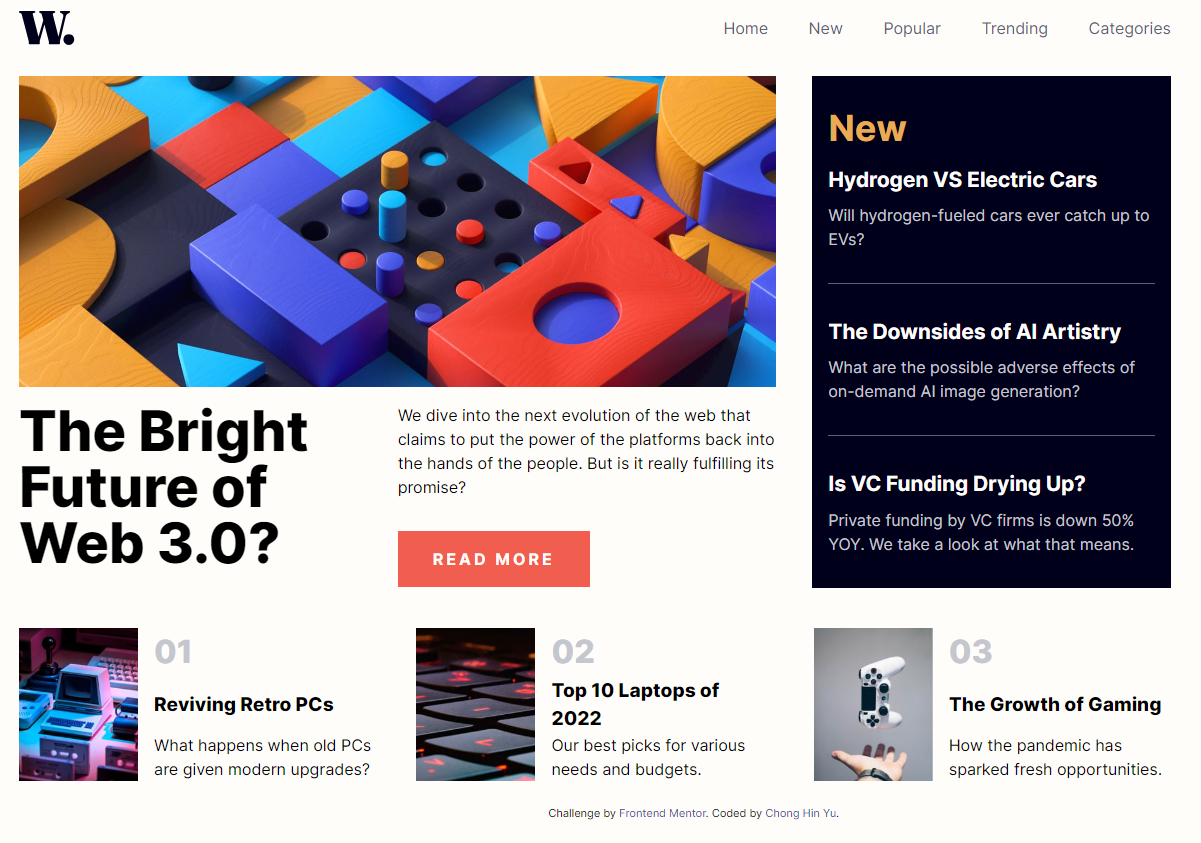 W.
Home New Popular Trending Categories
The Bright
Future of
Web 3.0?
We dive into the next evolution of the web that
claims to put the power of the platforms back into
the hands of the people. But is it really fulfilling its
promise?
READ MORE
New
Hydrogen VS Electric Cars
Will hydrogen-fueled cars ever catch up to
EVs?
The Downsides of AI Artistry
What are the possible adverse effects of
on-demand AI image generation?
Is VC Funding Drying Up?
Private funding by VC firms is down 50%
YOY. We take a look at what that means.
01
Reviving Retro PCs
What happens when old PCs
are given modern upgrades?
02
Top 10 Laptops of
2022
Our best picks for various
needs and budgets.
03
The Growth of Gaming
How the pandemic has
sparked fresh opportunities.
Challenge by Frontend Mentor. Coded by Chong Hin Yu.